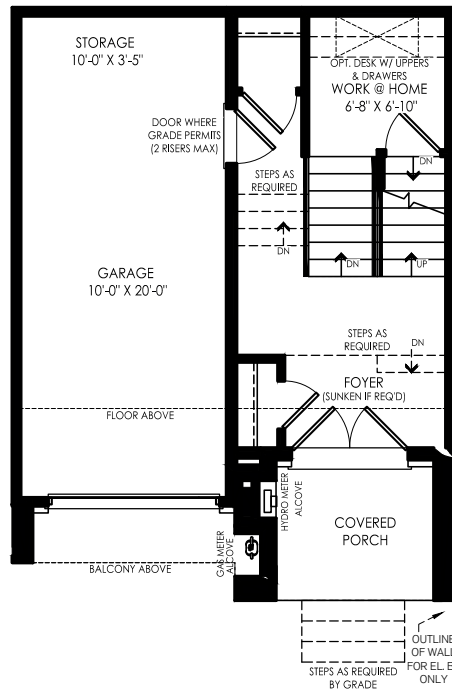 STORAGE
10'-0" X 3'-5"
OPT. DESK W/ UPPERS
& DRAWERS
WORK @ HOME
6'-8" X 6'-10"
DOOR WHERE
GRADE PERMITS
(2 RISERS MAX)
DN
STEPS AS
REQUIRED
DN
DN
UP
GARAGE
10'-0" X 20'-0"
STEPS AS
REQUIRED
DN
FOYER
(SUNKEN IF REQ'D)
FLOOR ABOVE
HYDRO METER
ALCOVE
COVERED
PORCH
GAS METER
ALCOVE
BALCONY ABOVE
OUTLINE
OF WALL
FOR EL. B
ONLY
STEPS AS REQUIRED
BY GRADE